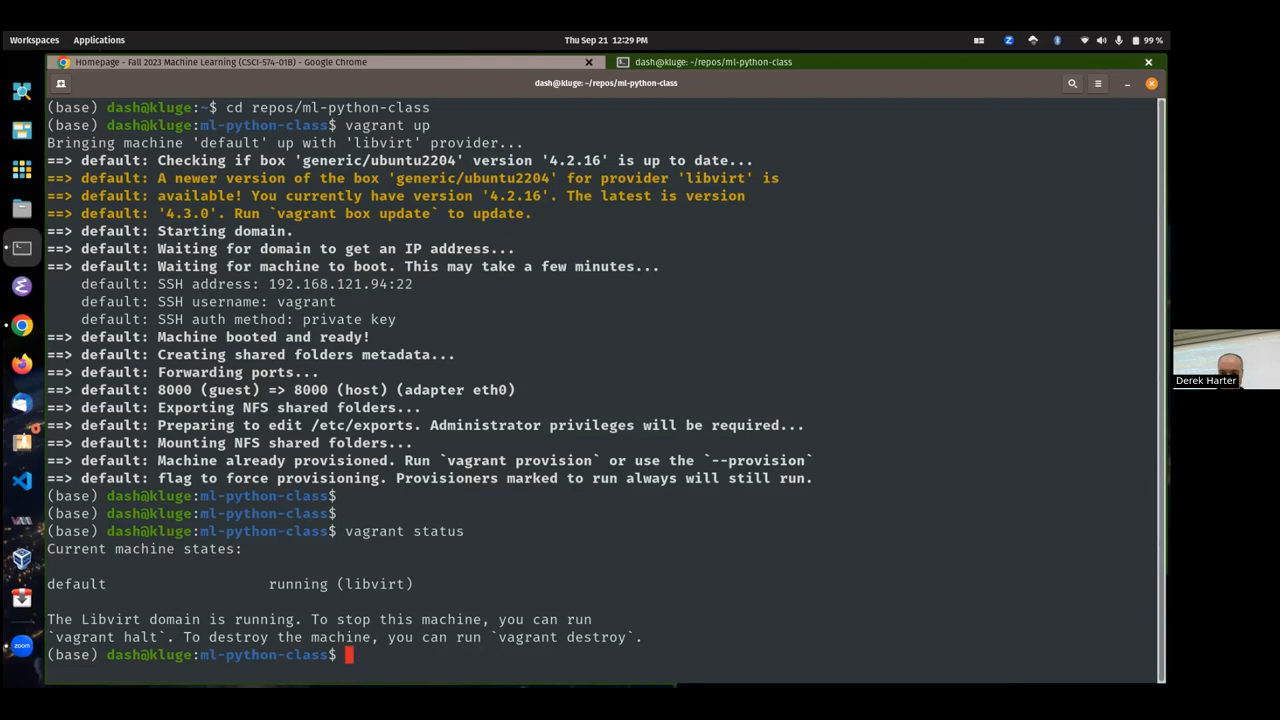 Workspaces Applications Thu Sep 21 12:29 PM 99 %
Homepage - Fall 2023 Machine Learning (CSCI-574-01B) - Google Chrome dash@kluge: ~/repos/ml-python-class
dash@kluge: ~/repos/ml-python-class
(base) dash@kluge:~$ cd repos/ml-python-class
(base) dash@kluge:ml-python-class$ vagrant up
Bringing machine 'default' up with 'libvirt' provider...
==> default: Checking if box 'generic/ubuntu2204' version '4.2.16' is up to date...
==> default: A newer version of the box 'generic/ubuntu2204' for provider 'libvirt' is
==> default: available! You currently have version '4.2.16'. The latest is version
==> default: '4.3.0'. Run `vagrant box update` to update.
==> default: Starting domain.
==> default: Waiting for domain to get an IP address...
==> default: Waiting for machine to boot. This may take a few minutes...
default: SSH address: 192.168.121.94:22
default: SSH username: vagrant
default: SSH auth method: private key
==> default: Machine booted and ready!
==> default: Creating shared folders metadata...
==> default: Forwarding ports...
==> default: 8000 (guest) => 8000 (host) (adapter eth0)
==> default: Exporting NFS shared folders...
==> default: Preparing to edit /etc/exports. Administrator privileges will be required...
==> default: Mounting NFS shared folders...
==> default: Machine already provisioned. Run `vagrant provision` or use the `--provision`
==> default: flag to force provisioning. Provisioners marked to run always will still run.
(base) dash@kluge:ml-python-class$
(base) dash@kluge:ml-python-class$
(base) dash@kluge:ml-python-class$ vagrant status
Current machine states:
default running (libvirt)
The Libvirt domain is running. To stop this machine, you can run
`vagrant halt`. To destroy the machine, you can run `vagrant destroy`.
(base) dash@kluge:ml-python-class$
Derek Harter
zoom